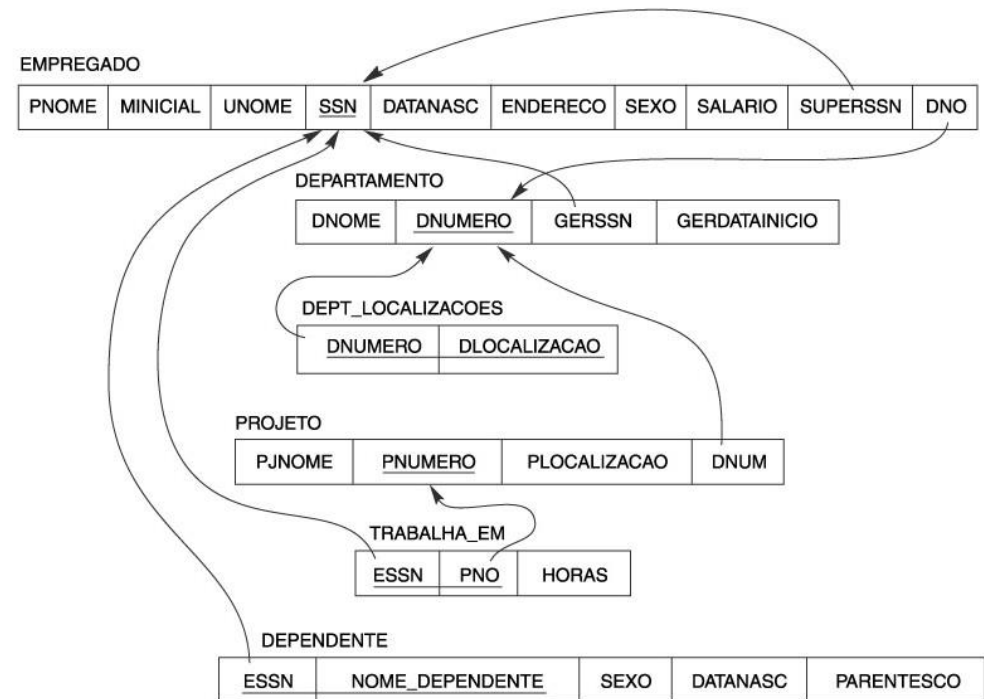 EMPREGADO
PNOME MINICIAL UNOME SSN DATANASC ENDERECO SEXO SALARIO SUPERSSN DNO
DEPARTAMENTO
DNOME DNUMERO GERSSN GERDATAINICIO
DEPT_LOCALIZACOES
DNUMERO DLOCALIZACAO
PROJETO
PJNOME PNUMERO PLOCALIZACAO DNUM
TRABALHA_EM
ESSN PNO HORAS
DEPENDENTE
ESSN NOME_DEPENDENTE SEXO DATANASC PARENTESCO